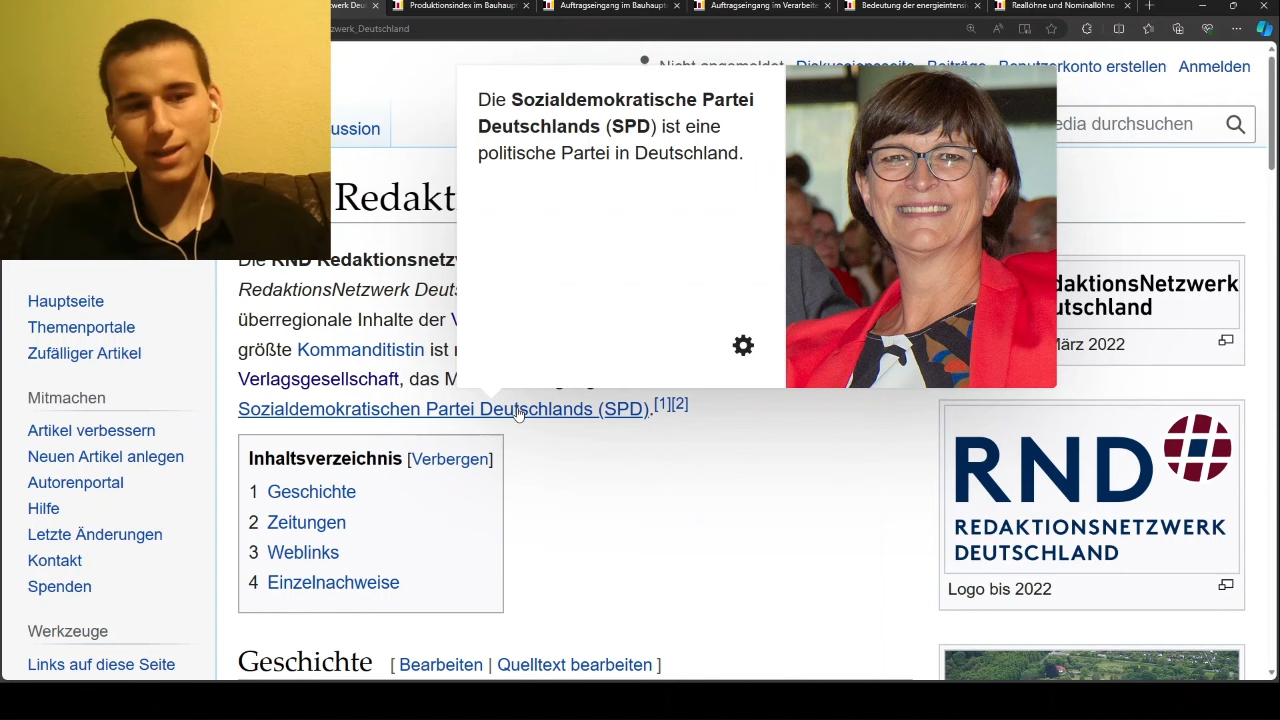 Produktionsindex im Bauhaup
Auftragseingang im Bauhaupt
Auftragseingang im Verarbeite
Bedeutung der energieintensiv
Reallöhne und Nominallöhne
zwerk_Deutschland
Nicht angemeldet Diskussionsseite Beiträge Benutzerkonto erstellen Anmelden
ussion
edia durchsuchen
Redakt
Die Sozialdemokratische Partei
Deutschlands (SPD) ist eine
politische Partei in Deutschland.
Die RND Redaktionsnetzw
RedaktionsNetzwerk Deuts
überregionale Inhalte der V
größte Kommanditist ist
Verlagsgesellschaft, das M
Sozialdemokratischen Partei Deutschlands (SPD).[1][2]
Hauptseite
Themenportale
Zufälliger Artikel
Mitmachen
Artikel verbessern
Neuen Artikel anlegen
Autorenportal
Hilfe
Letzte Änderungen
Kontakt
Spenden
Werkzeuge
Links auf diese Seite
Inhaltsverzeichnis [Verbergen]
1 Geschichte
2 Zeitungen
3 Weblinks
4 Einzelnachweise
Geschichte [ Bearbeiten | Quelltext bearbeiten ]
daktionsNetzwerk
utschland
März 2022
RND
REDAKTIONSNETZWERK
DEUTSCHLAND
Logo bis 2022